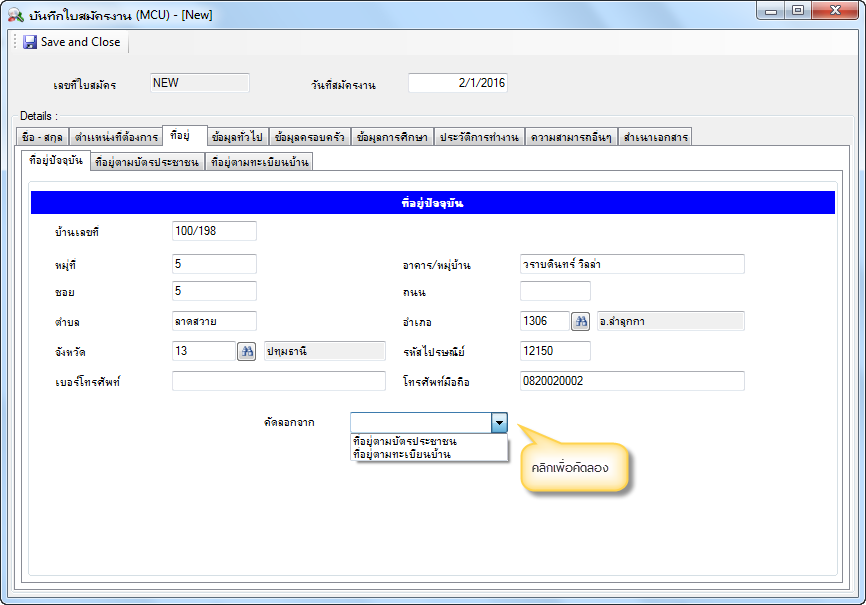 บันทึกใบสมัครงาน (MCU) - [New]
Save and Close
เลขที่ใบสมัคร NEW วันที่สมัครงาน 2/1/2016
Details :
ชื่อ - สกุล ตำแหน่งที่ต้องการ ที่อยู่ ข้อมูลทั่วไป ข้อมูลครอบครัว ข้อมูลการศึกษา ประวัติการทำงาน ความสามารถอื่นๆ สำเนาเอกสาร
ที่อยู่ปัจจุบัน ที่อยู่ตามบัตรประชาชน ที่อยู่ตามทะเบียนบ้าน
ที่อยู่ปัจจุบัน
บ้านเลขที่ 100/198
หมู่ที่ 5 อาคาร/หมู่บ้าน วราบดินทร์ วิลล่า
ซอย 5 ถนน
ตำบล ลาดสวาย อำเภอ 1306 อ.ลำลูกกา
จังหวัด 13 ปทุมธานี รหัสไปรษณีย์ 12150
เบอร์โทรศัพท์ โทรศัพท์มือถือ 0820020002
คัดลอกจาก
ที่อยู่ตามบัตรประชาชน
ที่อยู่ตามทะเบียนบ้าน
คลิกเพื่อคัดลอง